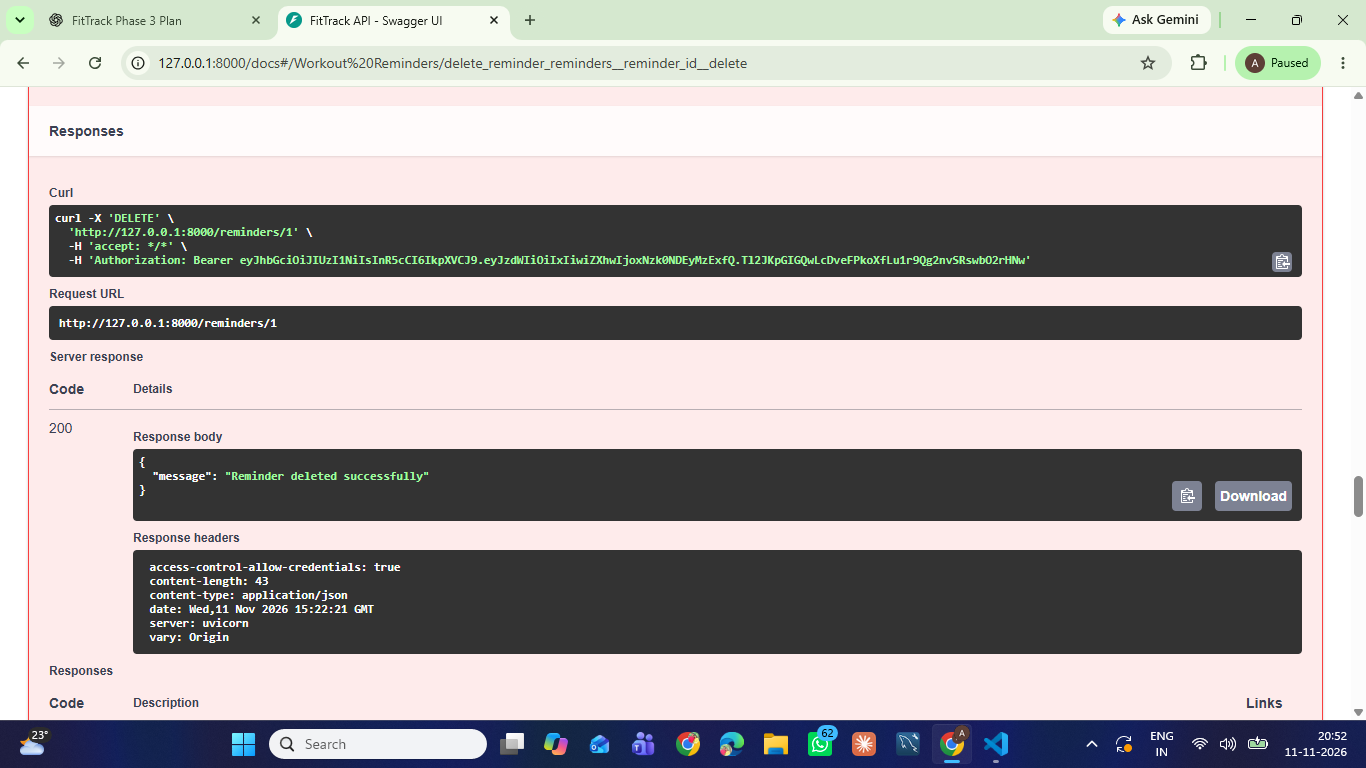 FitTrack Phase 3 Plan
FitTrack API - Swagger UI
Ask Gemini
127.0.0.1:8000/docs#/Workout%20Reminders/delete_reminder_reminders__reminder_id__delete
A Paused
Responses
Curl
curl -X 'DELETE' \
'http://127.0.0.1:8000/reminders/1' \
-H 'accept: */*' \
-H 'Authorization: Bearer eyJhbGciOiJIUzI1NiIsInR5cCI6IkpXVCJ9.eyJzdWIiOiIxIiwiZXhwIjoxNzk0NDEyMzExfQ.Tl2JKpGIGQwLcDveFPkoXfLu1r9Qg2nvSRswbO2rHNw'
Request URL
http://127.0.0.1:8000/reminders/1
Server response
Code Details
200
Response body
{
"message": "Reminder deleted successfully"
}
Download
Response headers
access-control-allow-credentials: true
content-length: 43
content-type: application/json
date: Wed,11 Nov 2026 15:22:21 GMT
server: uvicorn
vary: Origin
Responses
Code Description Links
23°
Search
62
A
ENG
IN
20:52
11-11-2026